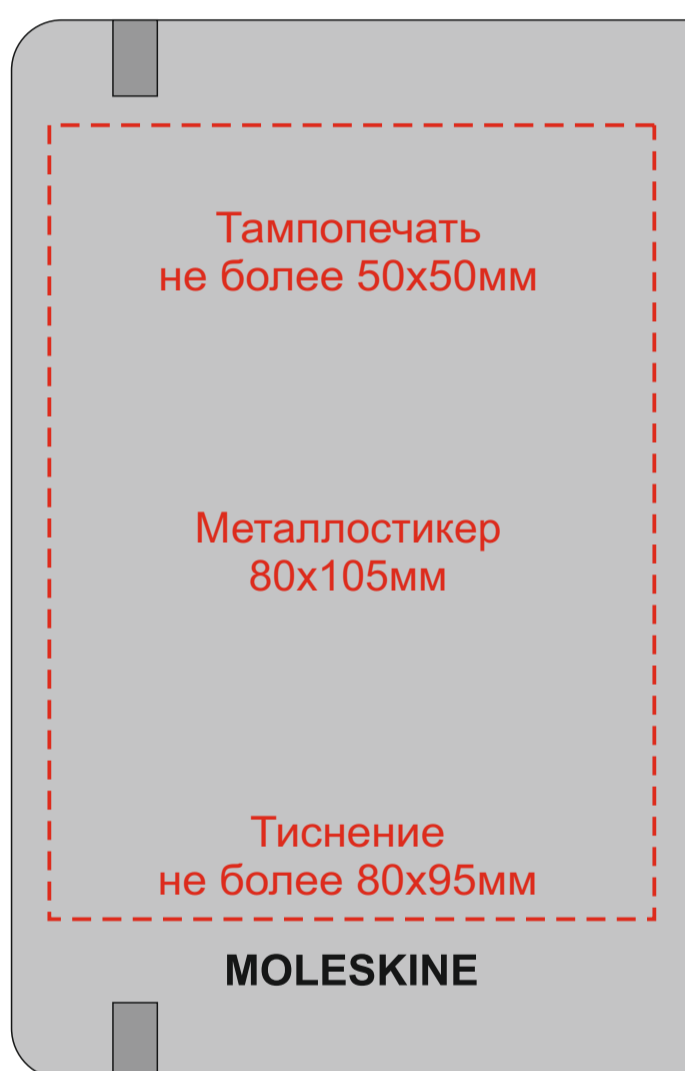 Тампопечать
не более 50х50мм
Металлостикер
80х105мм
Тиснение
не более 80х95мм
MOLESKINE